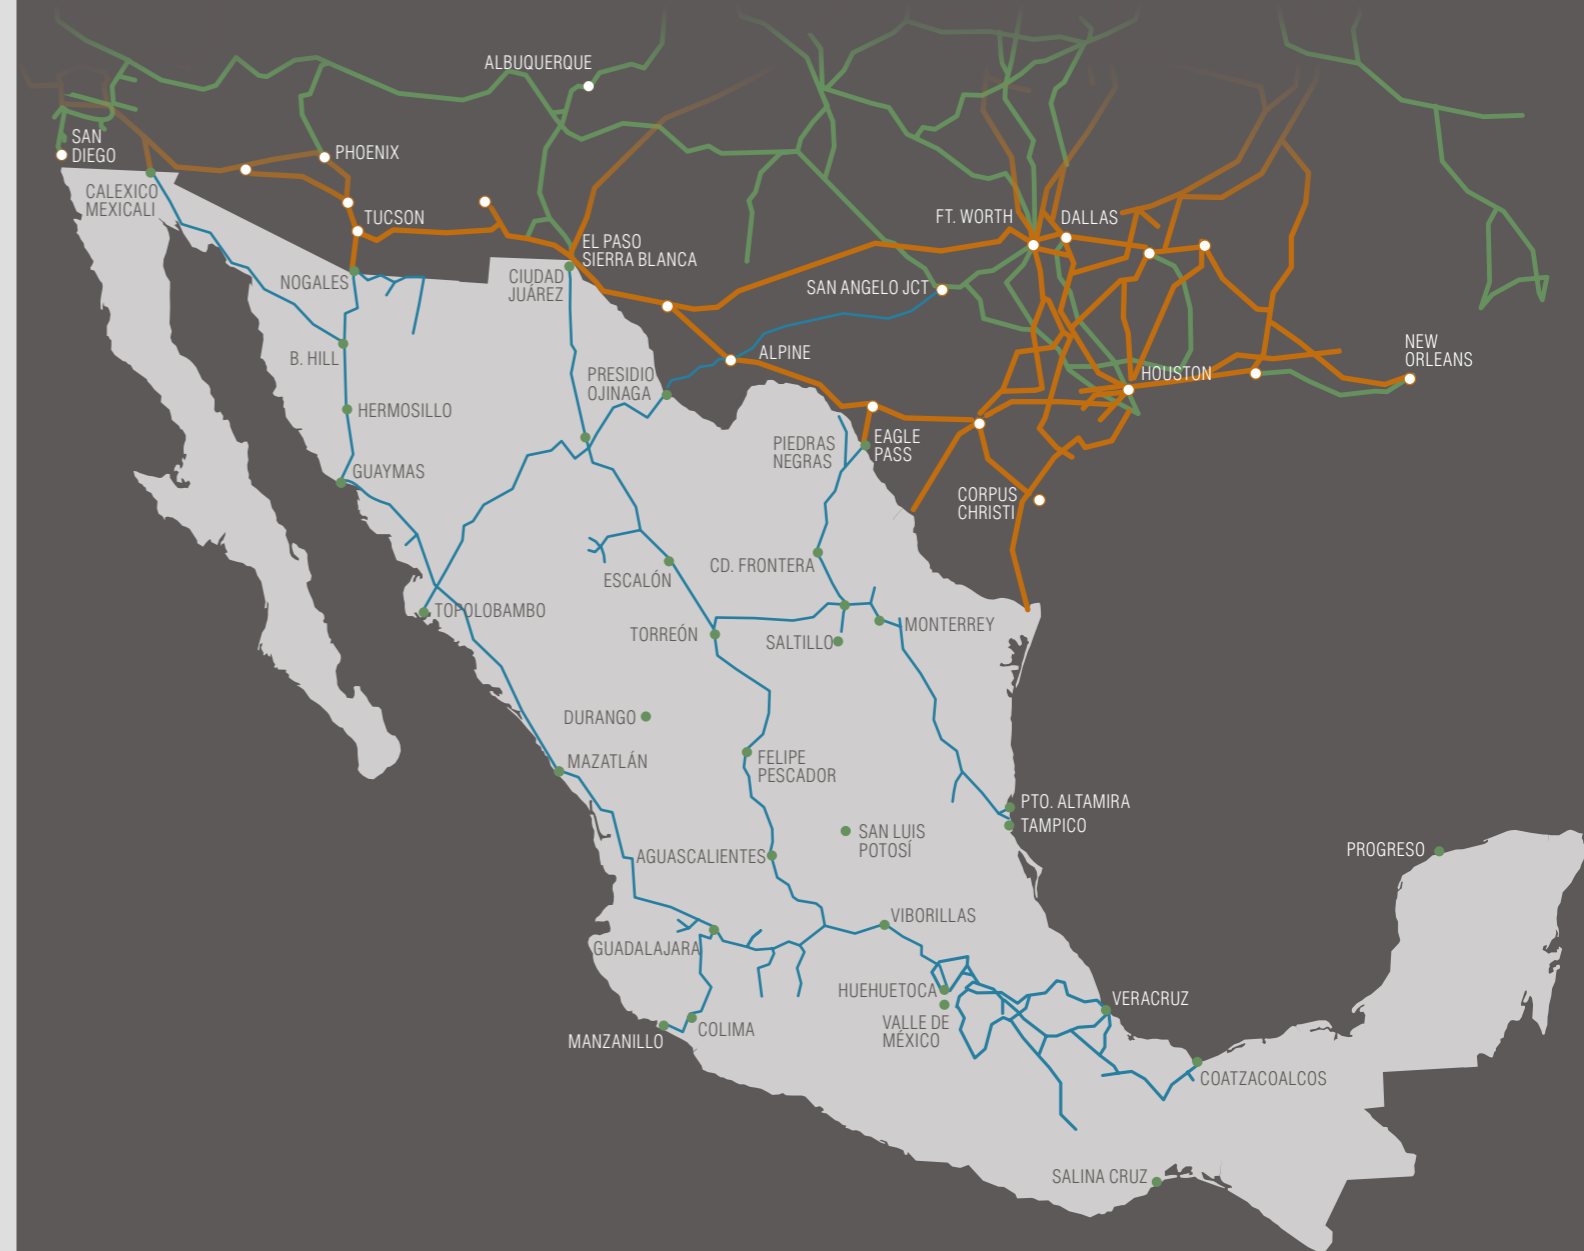 ALBUQUERQUE
SAN
DIEGO
PHOENIX
CALEXICO
MEXICALI
TUCSON
FT. WORTH
DALLAS
EL PASO
SIERRA BLANCA
NOGALES
CIUDAD
JUÁREZ
SAN ANGELO JCT
B. HILL
ALPINE
NEW
ORLEANS
PRESIDIO
OJINAGA
HOUSTON
HERMOSILLO
PIEDRAS
NEGRAS
EAGLE
PASS
GUAYMAS
CORPUS
CHRISTI
CD. FRONTERA
ESCALÓN
TOPOLOBAMBO
TORREÓN
SALTILLO
MONTERREY
DURANGO
MAZATLÁN
FELIPE
PESCADOR
PTO. ALTAMIRA
TAMPICO
SAN LUIS
POTOSÍ
PROGRESO
AGUASCALIENTES
VIBORILLAS
GUADALAJARA
HUEHUETOCA
VERACRUZ
VALLE DE
MÉXICO
COLIMA
MANZANILLO
COATZACOALCOS
SALINA CRUZ